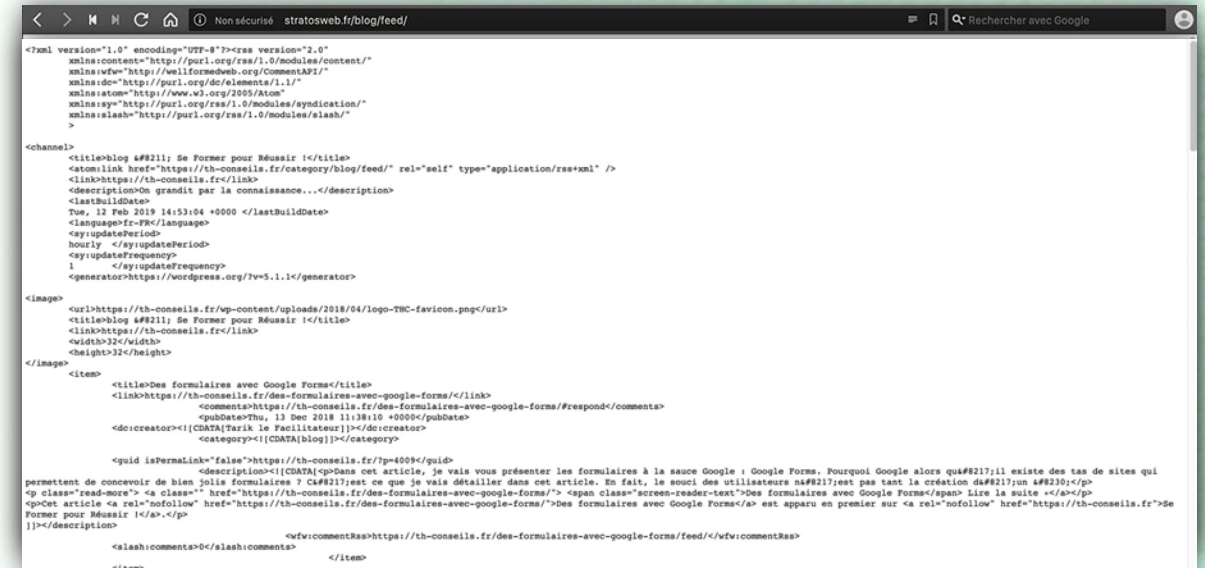 Non sécurisé stratosweb.fr/blog/feed/ Rechercher avec Google
<?xml version="1.0" encoding="UTF-8"?><rss version="2.0"
xmlns:content="http://purl.org/rss/1.0/modules/content/"
xmlns:wfw="http://wellformedweb.org/CommentAPI/"
xmlns:dc="http://purl.org/dc/elements/1.1/"
xmlns:atom="http://www.w3.org/2005/Atom"
xmlns:sy="http://purl.org/rss/1.0/modules/syndication/"
xmlns:slash="http://purl.org/rss/1.0/modules/slash/"
>
<channel>
<title>blog &#8211; Se Former pour Réussir !</title>
<atom:link href="https://th-conseils.fr/category/blog/feed/" rel="self" type="application/rss+xml" />
<link>https://th-conseils.fr</link>
<description>On grandit par la connaissance...</description>
<lastBuildDate>
Tue, 12 Feb 2019 14:53:04 +0000 </lastBuildDate>
<language>fr-FR</language>
<sy:updatePeriod>
hourly </sy:updatePeriod>
<sy:updateFrequency>
1 </sy:updateFrequency>
<generator>https://wordpress.org/?v=5.1.1</generator>
<image>
<url>https://th-conseils.fr/wp-content/uploads/2018/04/logo-THC-favicon.png</url>
<title>blog &#8211; Se Former pour Réussir !</title>
<link>https://th-conseils.fr</link>
<width>32</width>
<height>32</height>
</image>
<item>
<title>Des formulaires avec Google Forms</title>
<link>https://th-conseils.fr/des-formulaires-avec-google-forms/</link>
<comments>https://th-conseils.fr/des-formulaires-avec-google-forms/#respond</comments>
<pubDate>Thu, 13 Dec 2018 11:38:10 +0000</pubDate>
<dc:creator><![CDATA[Tarik le Facilitateur]]></dc:creator>
<category><![CDATA[blog]]></category>
<guid isPermaLink="false">https://th-conseils.fr/?p=4009</guid>
<description><![CDATA[<p>Dans cet article, je vais vous présenter les formulaires à la sauce Google : Google Forms. Pourquoi Google alors qu&#8217;il existe des tas de sites qui
permettent de concevoir de bien jolis formulaires ? C&#8217;est ce que je vais détailler dans cet article. En fait, le souci des utilisateurs n&#8217;est pas tant la création d&#8217;un &#8230;</p>
<p class="read-more"> <a class="" href="https://th-conseils.fr/des-formulaires-avec-google-forms/"> <span class="screen-reader-text">Des formulaires avec Google Forms</span> Lire la suite »</a></p>
<p>Cet article <a rel="nofollow" href="https://th-conseils.fr/des-formulaires-avec-google-forms/">Des formulaires avec Google Forms</a> est apparu en premier sur <a rel="nofollow" href="https://th-conseils.fr">Se
Former pour Réussir !</a>.</p>
]]></description>
<wfw:commentRss>https://th-conseils.fr/des-formulaires-avec-google-forms/feed/</wfw:commentRss>
<slash:comments>0</slash:comments>
</item>
<item>